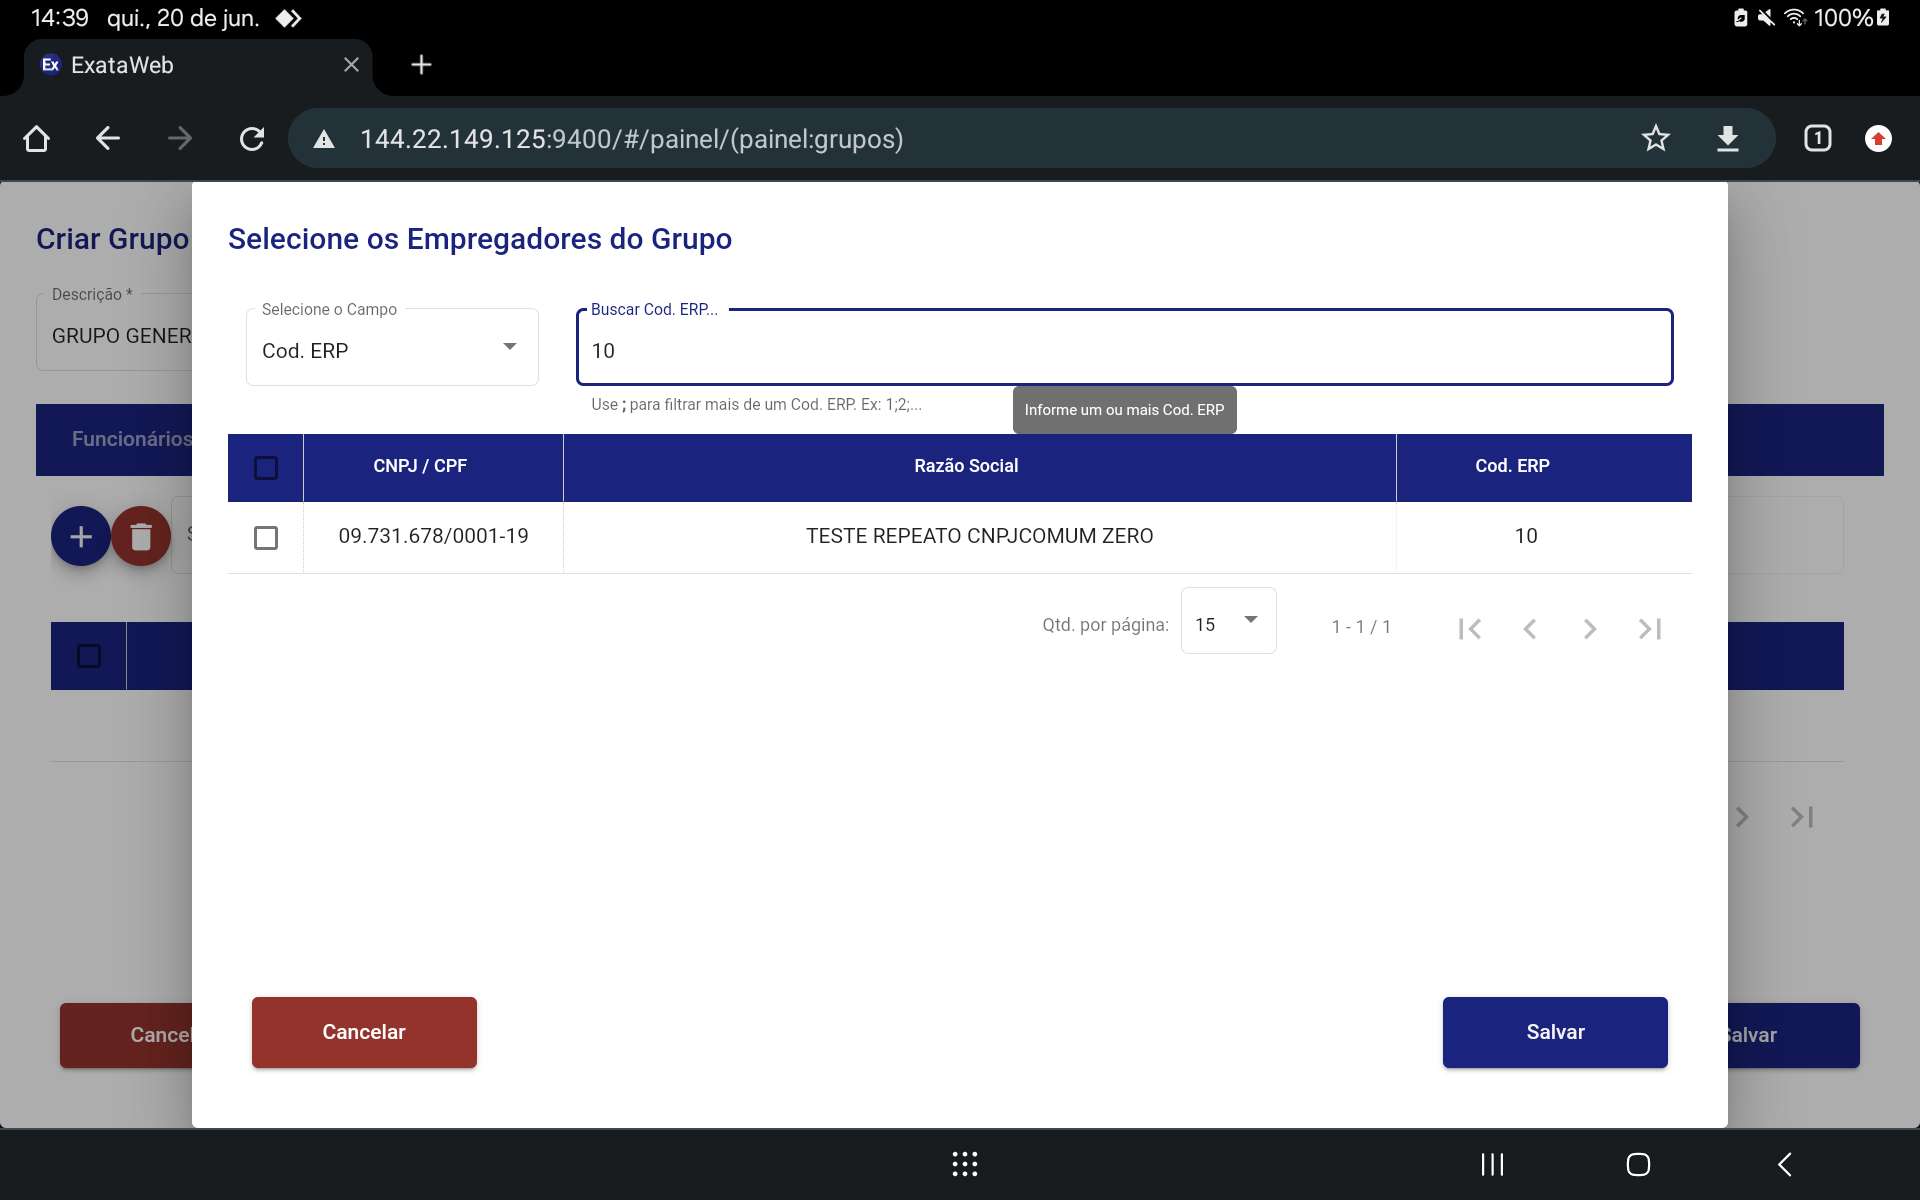 14:39 qui., 20 de jun. 100%
Ex ExataWeb
144.22.149.125:9400/#/painel/(painel:grupos) 1
Criar Grupo
Selecione os Empregadores do Grupo
Descrição *
GRUPO GENER
Selecione o Campo
Cod. ERP
Buscar Cod. ERP...
10
Use ; para filtrar mais de um Cod. ERP. Ex: 1;2;...
Informe um ou mais Cod. ERP
Funcionários
CNPJ / CPF Razão Social Cod. ERP
09.731.678/0001-19 TESTE REPEATO CNPJCOMUM ZERO 10
Qtd. por página: 15 1 - 1 / 1
Cancel
Cancelar
Salvar
Salvar